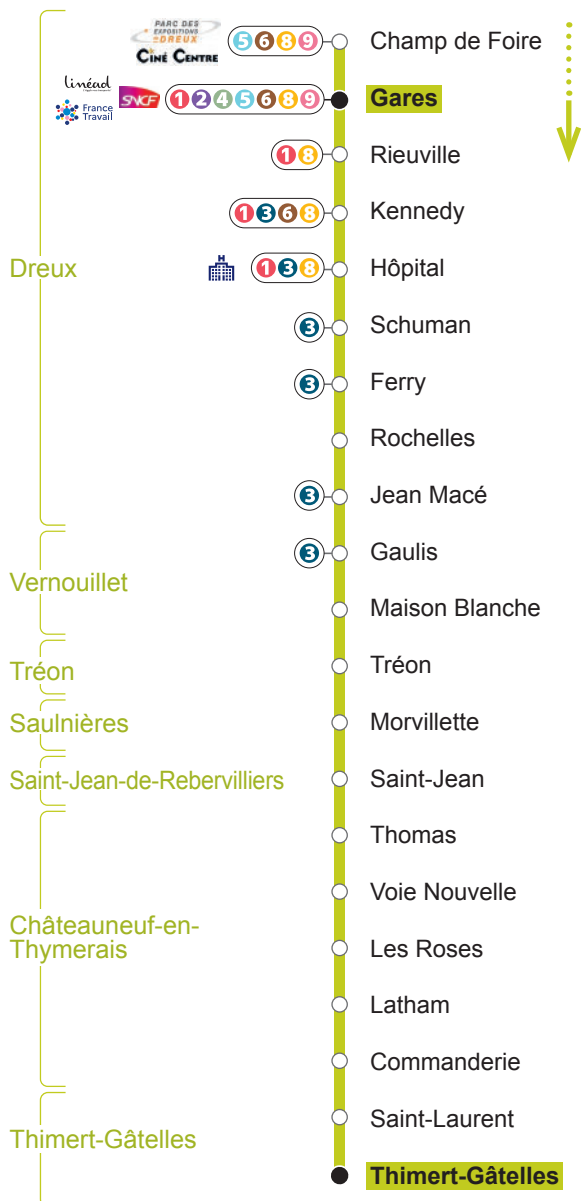 PARC DES
EXPOSITIONS
DREUX
CINÉ CENTRE
5 6 8 9
Champ de Foire
Linéad
France
Travail
SNCF
1 2 4 5 6 8 9
Gares
1 8
Rieuville
1 3 6 8
Kennedy
Dreux
H
1 3 8
Hôpital
3
Schuman
3
Ferry
Rochelles
3
Jean Macé
3
Gaulis
Vernouillet
Maison Blanche
Tréon
Tréon
Saulnières
Morvillette
Saint-Jean-de-Rebervilliers
Saint-Jean
Thomas
Voie Nouvelle
Châteauneuf-en-
Thymerais
Les Roses
Latham
Commanderie
Saint-Laurent
Thimert-Gâtelles
Thimert-Gâtelles